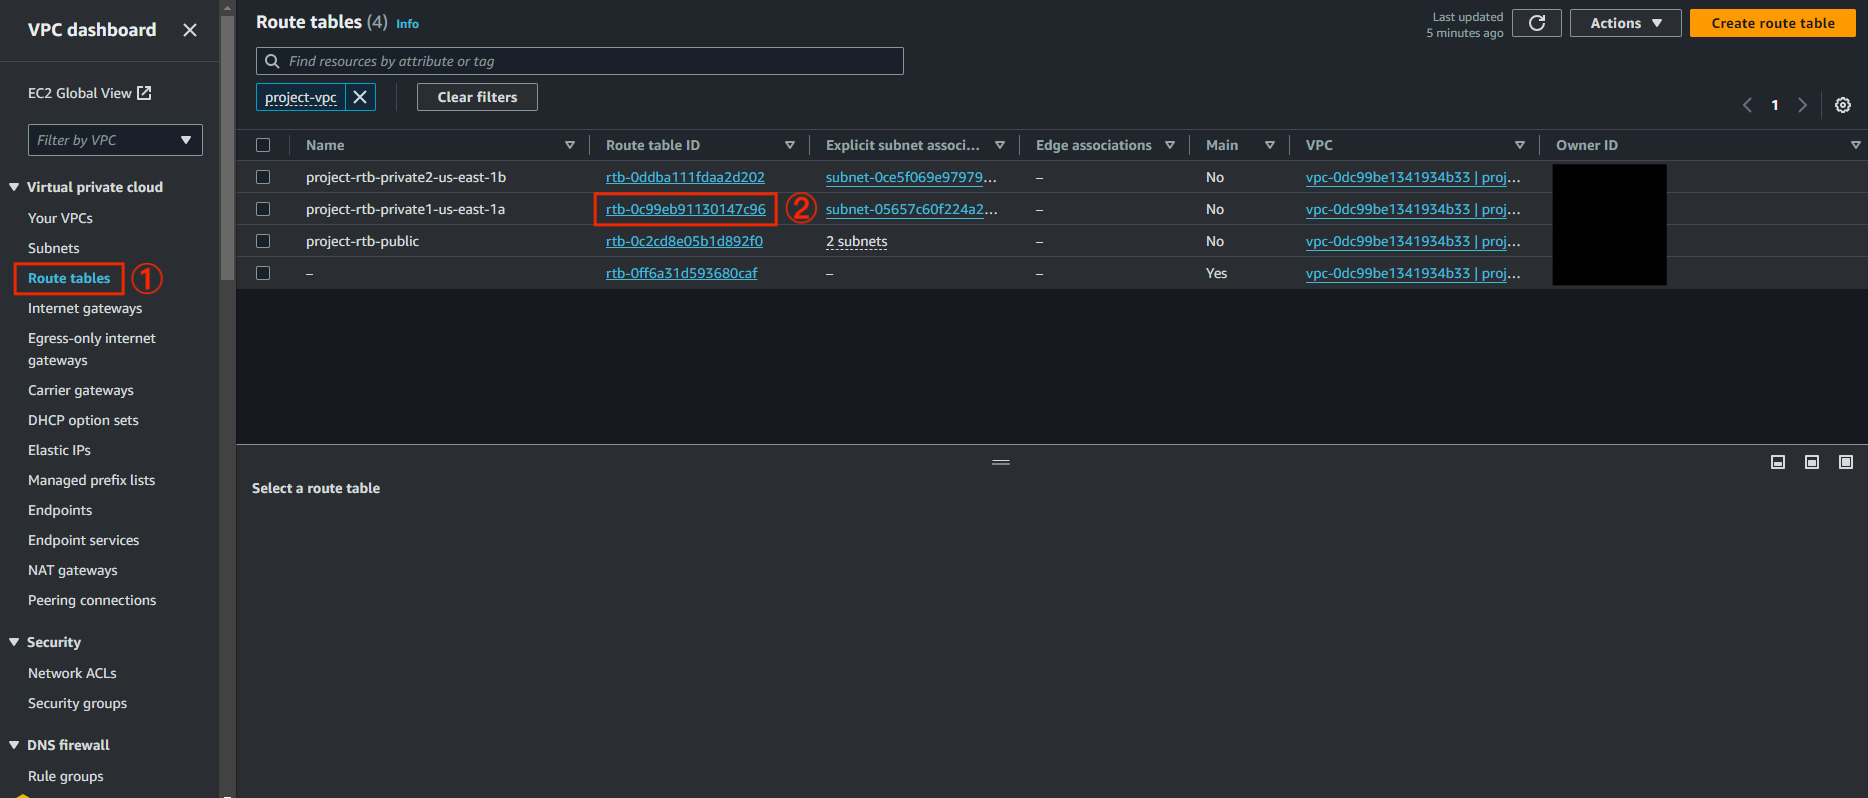 VPC dashboard
EC2 Global View
Filter by VPC
Virtual private cloud
Your VPCs
Subnets
Route tables ①
Internet gateways
Egress-only internet
gateways
Carrier gateways
DHCP option sets
Elastic IPs
Managed prefix lists
Endpoints
Endpoint services
NAT gateways
Peering connections
Security
Network ACLs
Security groups
DNS firewall
Rule groups
Route tables (4) Info
Last updated
5 minutes ago
Actions
Create route table
Find resources by attribute or tag
project-vpc
Clear filters
1
Name Route table ID Explicit subnet associ... Edge associations Main VPC Owner ID
project-rtb-private2-us-east-1b rtb-0ddba111fdaa2d202 subnet-0ce5f069e97979... – No vpc-0dc99be1341934b33 | proj...
project-rtb-private1-us-east-1a rtb-0c99eb91130147c96 ② subnet-05657c60f224a2... – No vpc-0dc99be1341934b33 | proj...
project-rtb-public rtb-0c2cd8e05b1d892f0 2 subnets – No vpc-0dc99be1341934b33 | proj...
– rtb-0ff6a31d593680caf – – Yes vpc-0dc99be1341934b33 | proj...
Select a route table